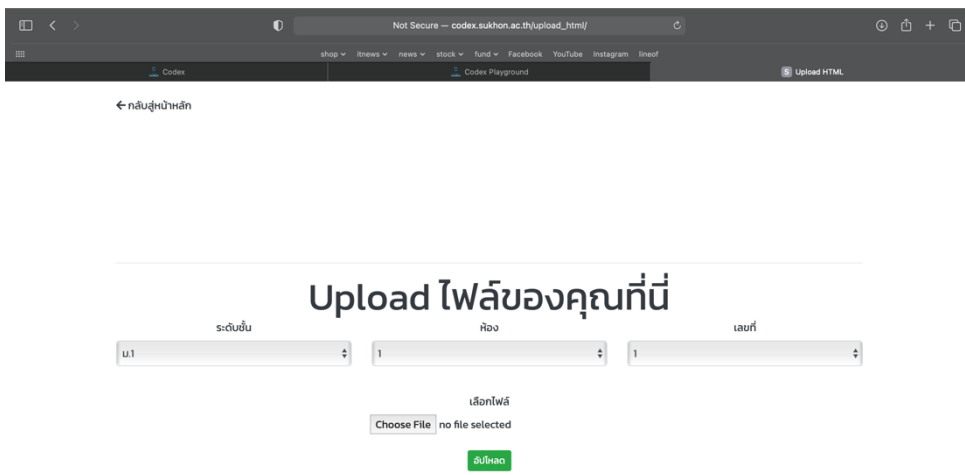 Not Secure — codex.sukhon.ac.th/upload_html/
shop itnews news stock fund Facebook YouTube Instagram lineof
Codex Codex Playground S Upload HTML
← กลับสู่หน้าหลัก
Upload ไฟล์ของคุณที่นี่
ระดับชั้น ห้อง เลขที่
ม.1 1 1
เลือกไฟล์
Choose File no file selected
อัปโหลด